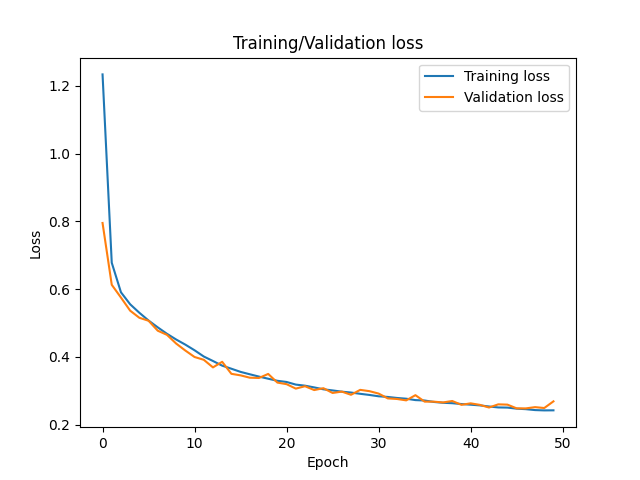 Training/Validation loss
Training loss
Validation loss
Loss
1.2
1.0
0.8
0.6
0.4
0.2
0
10
20
30
40
50
Epoch